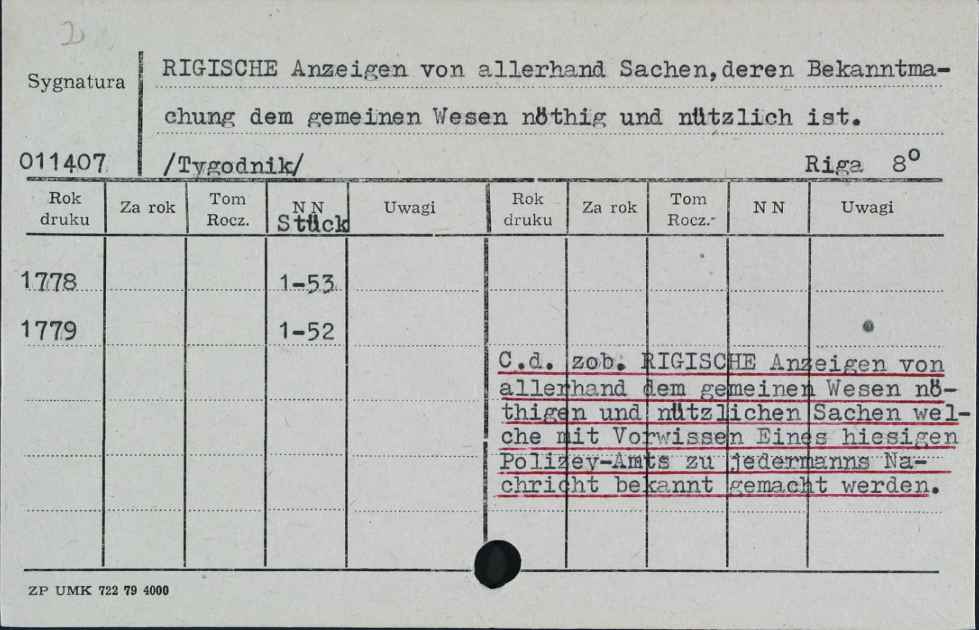 2
RIGISCHE Anzeigen von allerhand Sachen, deren Bekanntma-
Sygnatura
chung dem gemeinen Wesen nöthig und nützlich ist.
011407 /Tygodnik/ Riga 8°
Rok druku Za rok Tom Rocz. N N Stück Uwagi Rok druku Za rok Tom Rocz. N N Uwagi
1778 1-53
1779 1-52
C.d. zob. RIGISCHE Anzeigen von
allerhand dem gemeinen Wesen nö-
thigen und nützlichen Sachen wel-
che mit Vorwissen Eines hiesigen
Polizey-Amts zu jedermanns Na-
chricht bekannt gemacht werden.
ZP UMK 722 79 4000